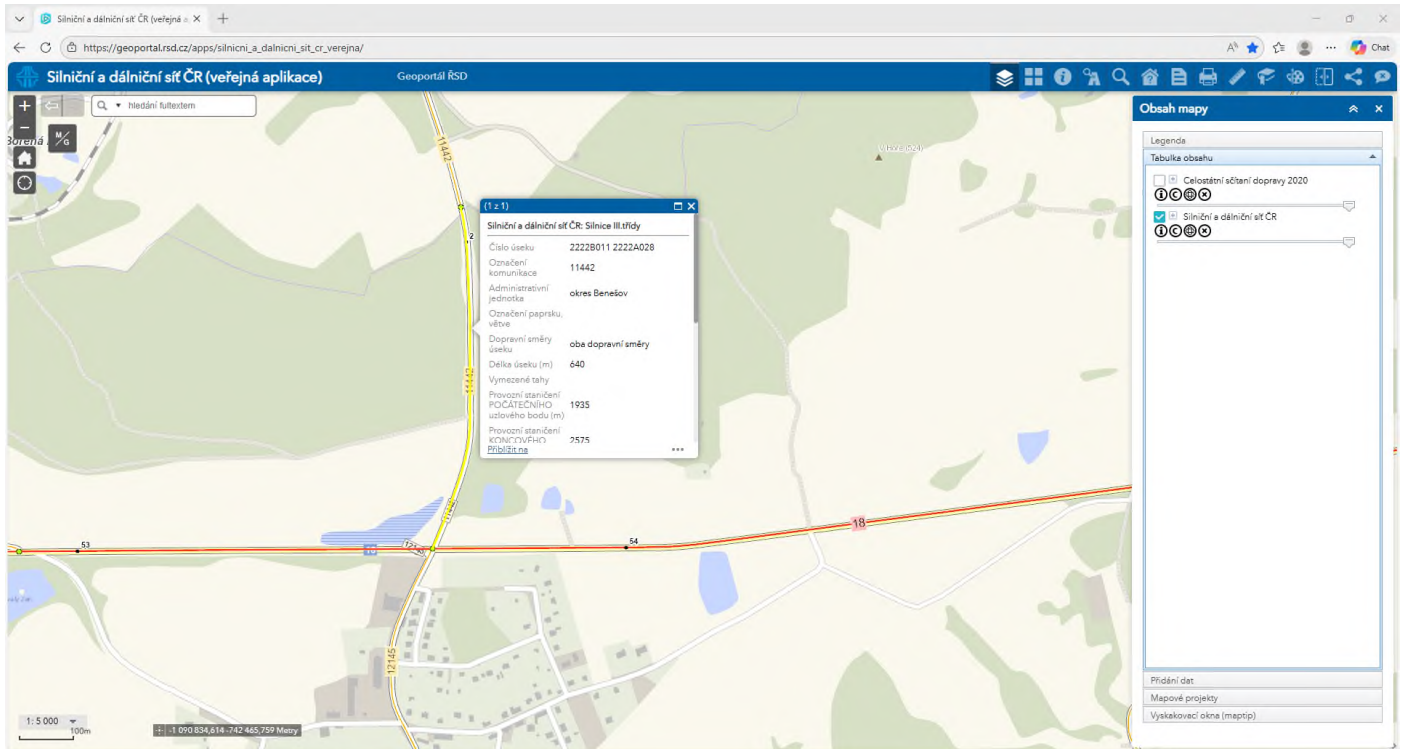 Silniční a dálniční síť ČR (veřejná a
https://geoportal.rsd.cz/apps/silnicni_a_dalnicni_sit_cr_verejna/
Chat
Silniční a dálniční síť ČR (veřejná aplikace)
Geoportál ŘSD
hledání fulltextem
M/G
Obsah mapy
Legenda
Tabulka obsahu
Celostátní sčítaní dopravy 2020
Silniční a dálniční síť ČR
Přidání dat
Mapové projekty
Vyskakovací okna (maptip)
11442
2
(1 z 1)
Silniční a dálniční síť ČR: Silnice III.třídy
Číslo úseku 2222B011 2222A028
Označení
komunikace 11442
Administrativní
jednotka okres Benešov
Označení paprsku,
větve
Dopravní směry
úseku oba dopravní směry
Délka úseku (m) 640
Vymezené tahy
Provozní staničení
POČÁTEČNÍHO 1935
uzlového bodu (m)
Provozní staničení
KONCOVÉHO 2575
Přiblížit na
11442
11442
18
53
18
12145
54
12145
1: 5 000
100m
-1 090 834,614 -742 465,759 Metry